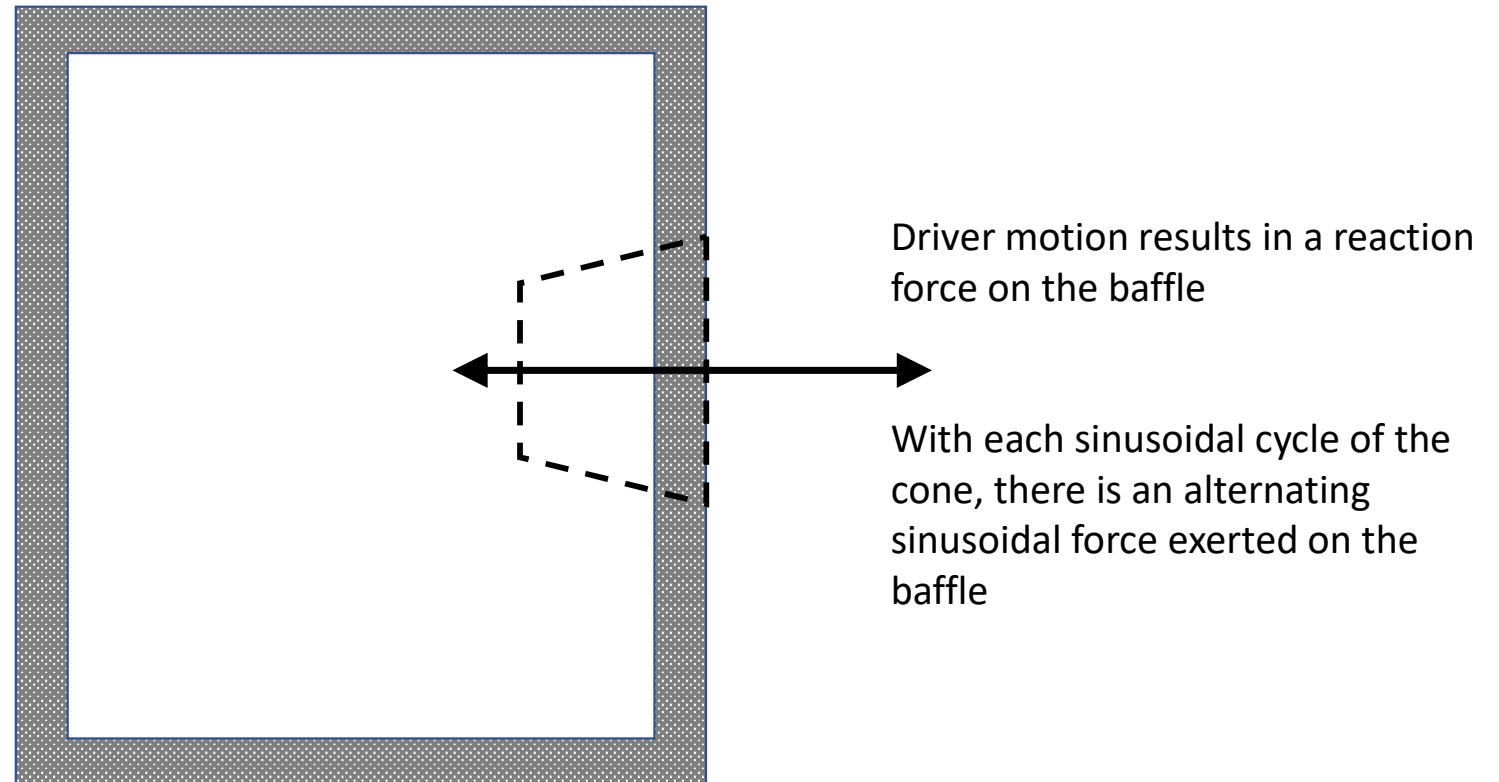 Driver motion results in a reaction
force on the baffle
With each sinusoidal cycle of the
cone, there is an alternating
sinusoidal force exerted on the
baffle